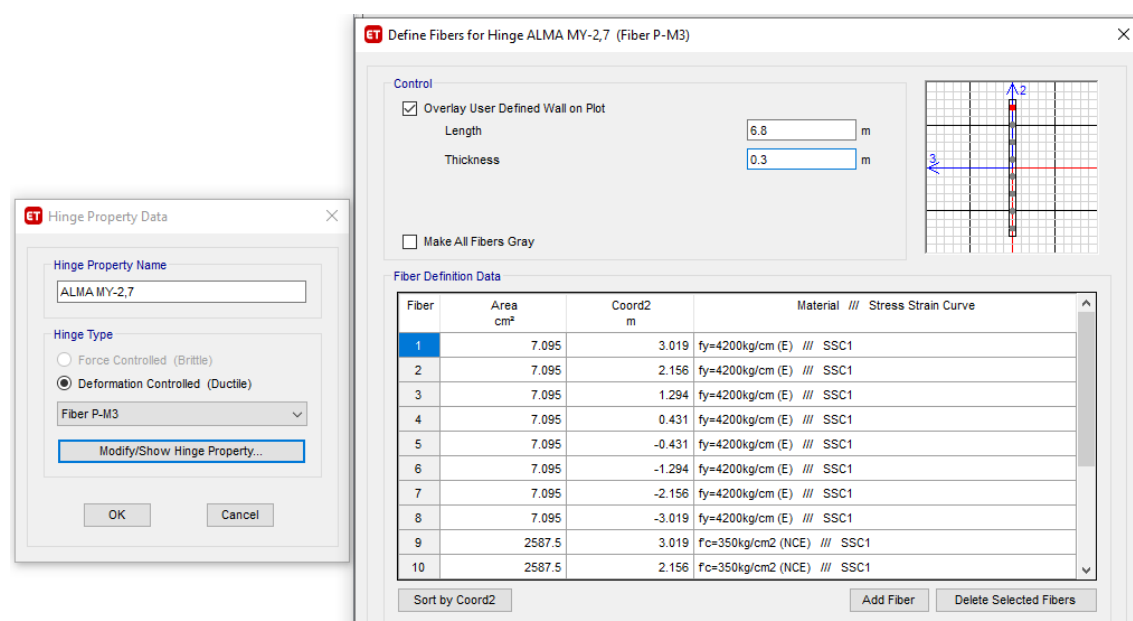 ET Define Fibers for Hinge ALMA MY-2,7 (Fiber P-M3)
Control
Overlay User Defined Wall on Plot
Length 6.8 m
Thickness 0.3 m
Make All Fibers Gray
2
3
ET Hinge Property Data
Hinge Property Name
ALMA MY-2,7
Hinge Type
Force Controlled (Brittle)
Deformation Controlled (Ductile)
Fiber P-M3
Modify/Show Hinge Property...
OK Cancel
Fiber Definition Data
Fiber Area Coord2 Material /// Stress Strain Curve
cm² m
1 7.095 3.019 fy=4200kg/cm (E) /// SSC1
2 7.095 2.156 fy=4200kg/cm (E) /// SSC1
3 7.095 1.294 fy=4200kg/cm (E) /// SSC1
4 7.095 0.431 fy=4200kg/cm (E) /// SSC1
5 7.095 -0.431 fy=4200kg/cm (E) /// SSC1
6 7.095 -1.294 fy=4200kg/cm (E) /// SSC1
7 7.095 -2.156 fy=4200kg/cm (E) /// SSC1
8 7.095 -3.019 fy=4200kg/cm (E) /// SSC1
9 2587.5 3.019 f'c=350kg/cm2 (NCE) /// SSC1
10 2587.5 2.156 f'c=350kg/cm2 (NCE) /// SSC1
Sort by Coord2 Add Fiber Delete Selected Fibers